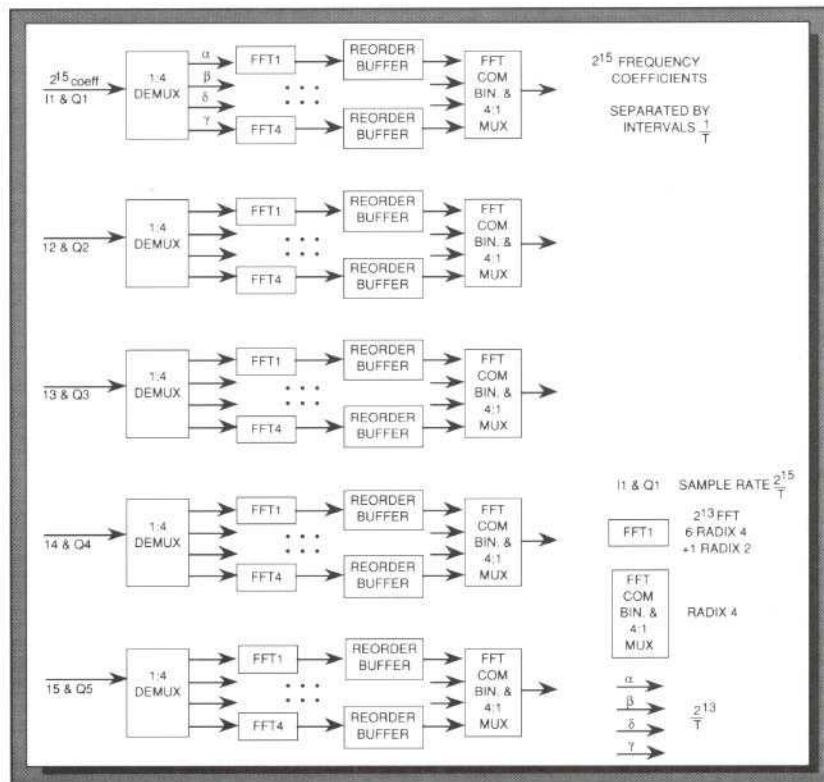 2^15 coeff
I1 & Q1
1:4
DEMUX
α
β
δ
γ
FFT1
FFT4
REORDER
BUFFER
REORDER
BUFFER
FFT
COM
BIN. &
4:1
MUX
2^15 FREQUENCY
COEFFICIENTS
SEPARATED BY
INTERVALS 1/T
12 & Q2
1:4
DEMUX
FFT1
FFT4
REORDER
BUFFER
REORDER
BUFFER
FFT
COM
BIN. &
4:1
MUX
13 & Q3
1:4
DEMUX
FFT1
FFT4
REORDER
BUFFER
REORDER
BUFFER
FFT
COM
BIN. &
4:1
MUX
14 & Q4
1:4
DEMUX
FFT1
FFT4
REORDER
BUFFER
REORDER
BUFFER
FFT
COM
BIN. &
4:1
MUX
15 & Q5
1:4
DEMUX
FFT1
FFT4
REORDER
BUFFER
REORDER
BUFFER
FFT
COM
BIN. &
4:1
MUX
I1 & Q1 SAMPLE RATE 2^15/T
FFT1
2^13 FFT
6 RADIX 4
+1 RADIX 2
FFT
COM
BIN. &
4:1
MUX
RADIX 4
α
β
δ
γ
2^13/T